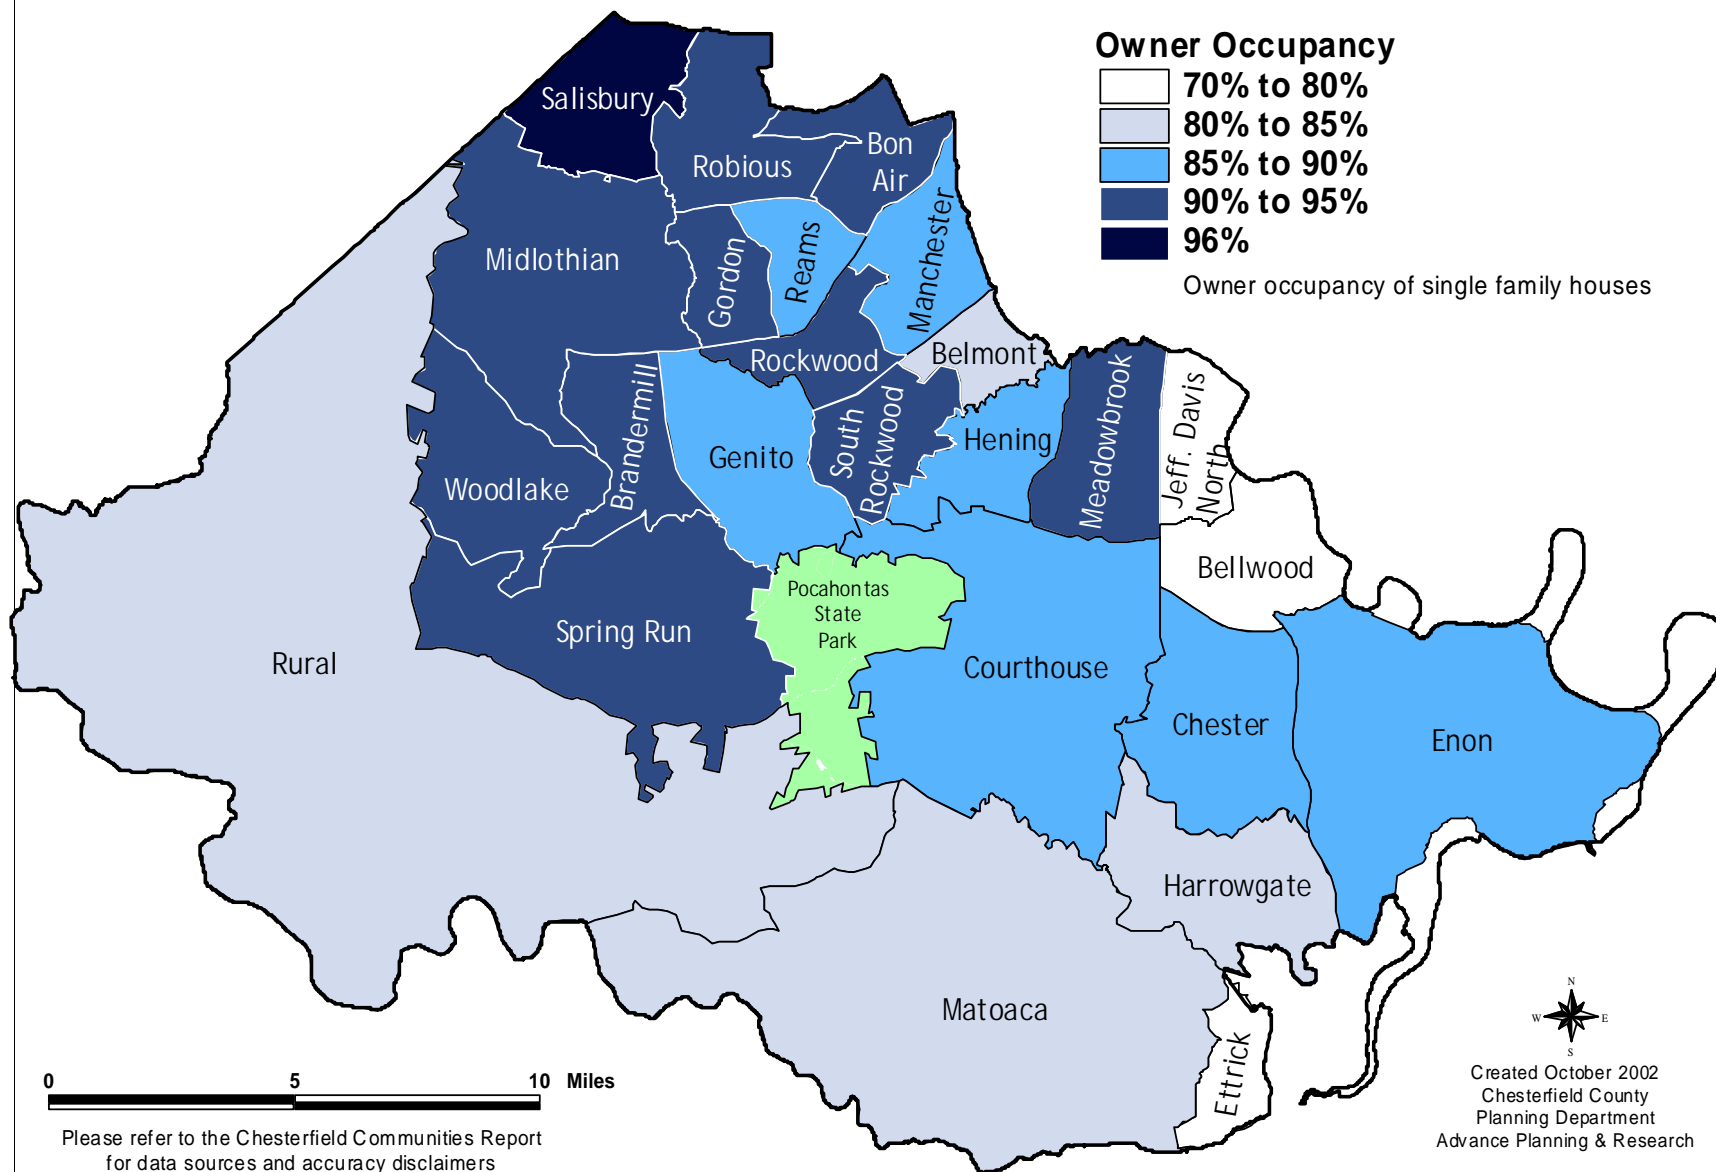 Owner Occupancy
70% to 80%
80% to 85%
85% to 90%
90% to 95%
96%
Owner occupancy of single family houses
Salisbury
Robious
Bon
Air
Midlothian
Gordon
Reams
Manchester
Rockwood
Belmont
Brandermill
Genito
South
Rockwood
Hening
Meadowbrook
Jeff. Davis
North
Woodlake
Bellwood
Pocahontas
State
Park
Spring Run
Rural
Courthouse
Chester
Enon
Harrowgate
Matoaca
Ettrick
N
W
E
S
0 5 10 Miles
Please refer to the Chesterfield Communities Report
for data sources and accuracy disclaimers
Created October 2002
Chesterfield County
Planning Department
Advance Planning & Research